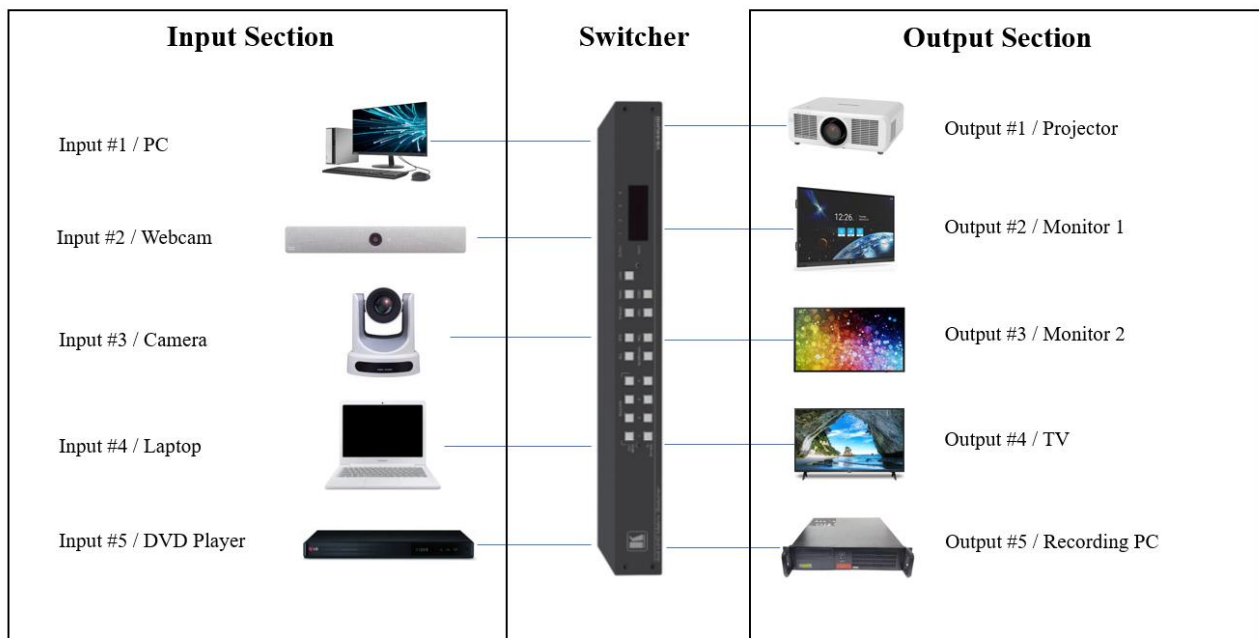 Input Section
Switcher
Output Section
Input #1 / PC
Output #1 / Projector
Input #2 / Webcam
12:26
Output #2 / Monitor 1
Input #3 / Camera
Output #3 / Monitor 2
Input #4 / Laptop
Output #4 / TV
Input #5 / DVD Player
Output #5 / Recording PC